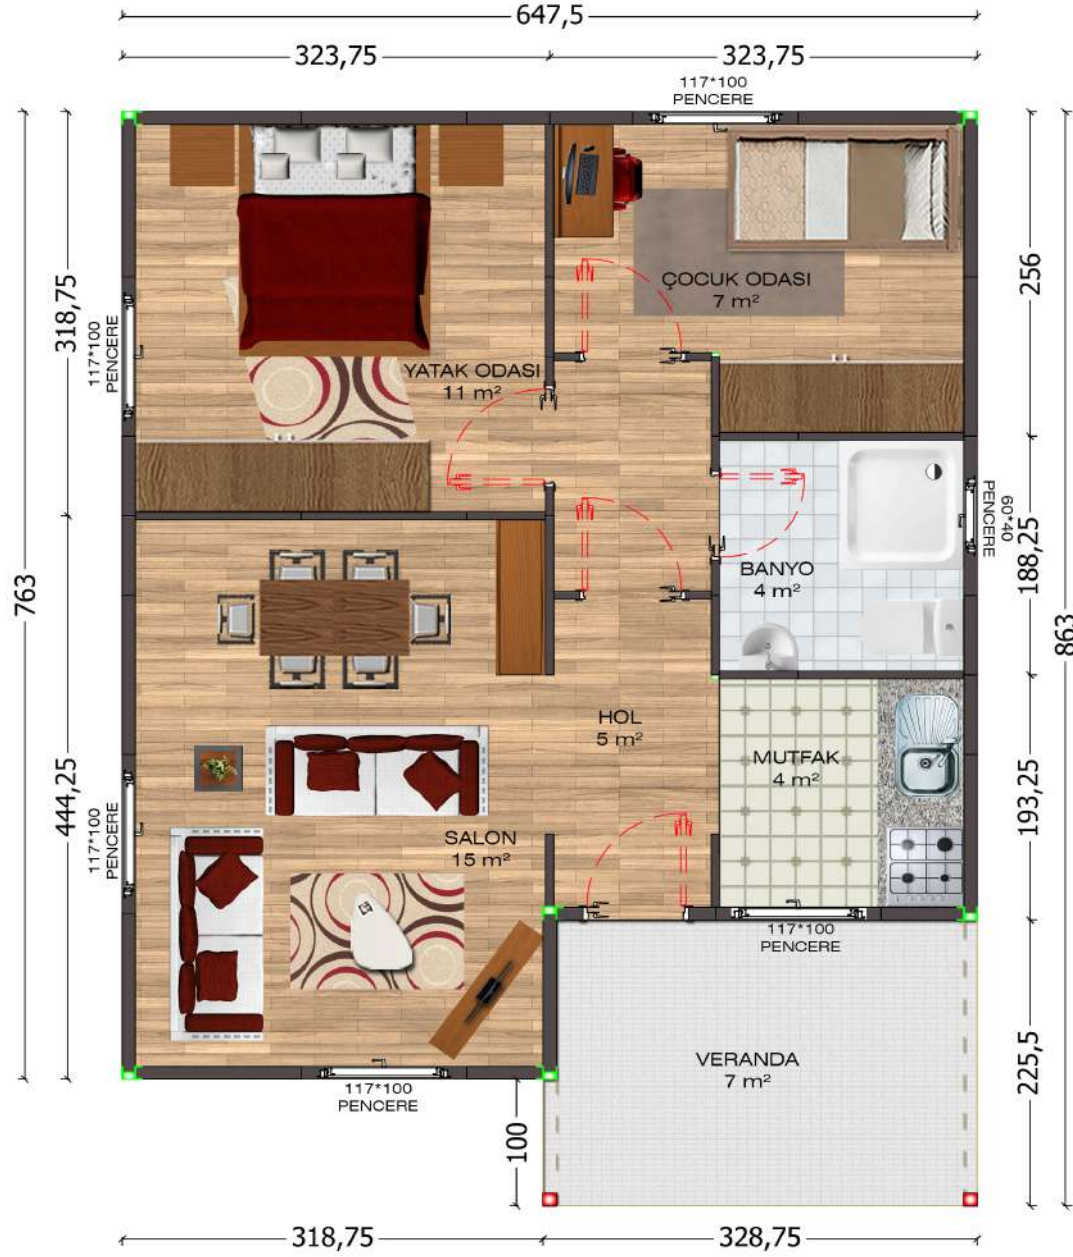 647,5
323,75
323,75
117*100
PENCERE
318,75
117*100
PENCERE
ÇOCUK ODASI
7 m²
256
YATAK ODASI
11 m²
60*40
PENCERE
188,25
BANYO
4 m²
763
863
HOL
5 m²
MUTFAK
4 m²
193,25
444,25
117*100
PENCERE
SALON
15 m²
117*100
PENCERE
VERANDA
7 m²
225,5
117*100
PENCERE
100
318,75
328,75